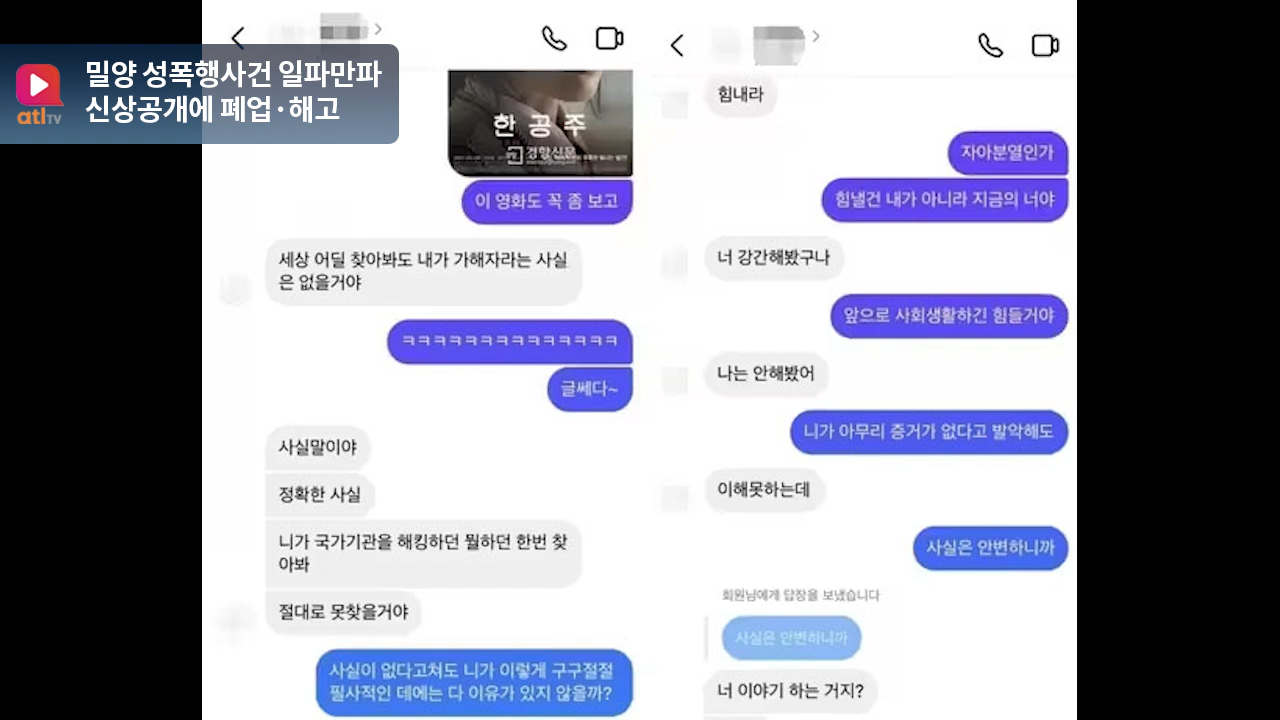 밀양 성폭행사건 일파만파
신상공개에 폐업·해고
atlTV
한 공 주
경향신문
이 영화도 꼭 좀 보고
세상 어딜 찾아봐도 내가 가해자라는 사실
은 없을거야
ㅋㅋㅋㅋㅋㅋㅋㅋㅋㅋㅋㅋㅋㅋ
글쎄다~
사실말이야
정확한 사실
니가 국가기관을 해킹하던 뭘하던 한번 찾
아봐
절대로 못찾을거야
사실이 없다고쳐도 니가 이렇게 구구절절
필사적인 데에는 다 이유가 있지 않을까?
힘내라
자아분열인가
힘낼건 내가 아니라 지금의 너야
너 강간해봤구나
앞으로 사회생활하긴 힘들거야
나는 안해봤어
니가 아무리 증거가 없다고 발악해도
이해못하는데
사실은 안변하니까
회원님에게 답장을 보냈습니다
사실은 안변하니까
너 이야기 하는 거지?